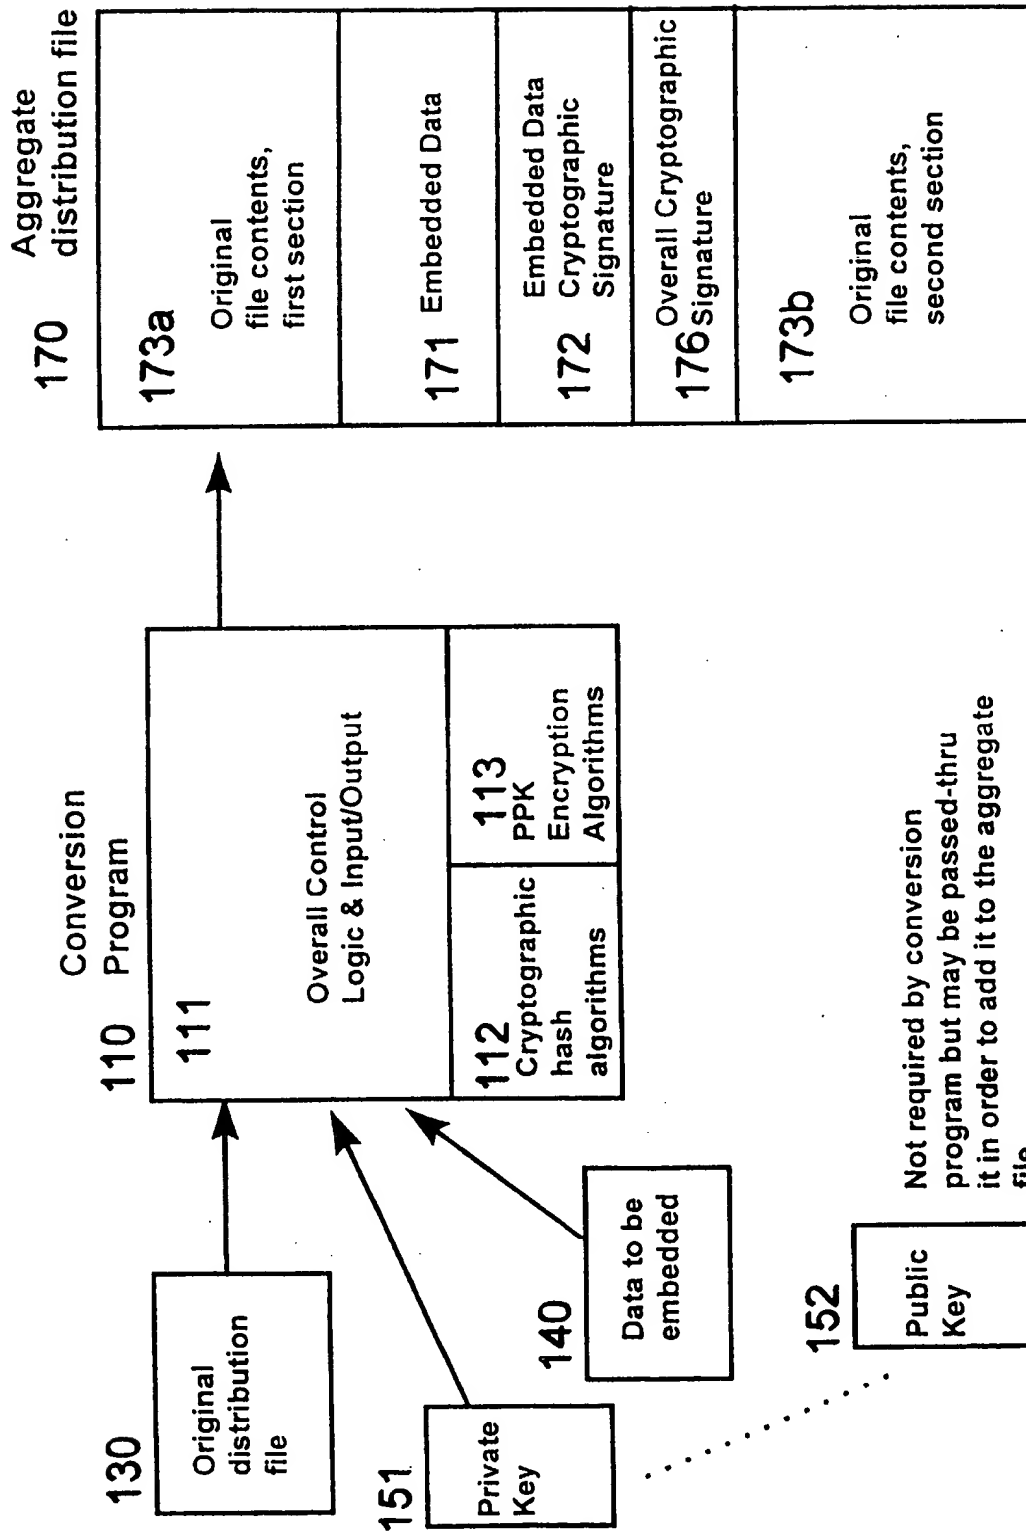 130
Original
distribution
file
151
Private
Key
140
Data to be
embedded
152
Public
Key
Not required by conversion
program but may be passed-thru
it in order to add it to the aggregate
file
Conversion
110 Program
111
Overall Control
Logic & Input/Output
112
Cryptographic
hash
algorithms
113
PPK
Encryption
Algorithms
170
Aggregate
distribution file
173a
Original
file contents,
first section
171 Embedded Data
172
Embedded Data
Cryptographic
Signature
176
Overall Cryptographic
Signature
173b
Original
file contents,
second section